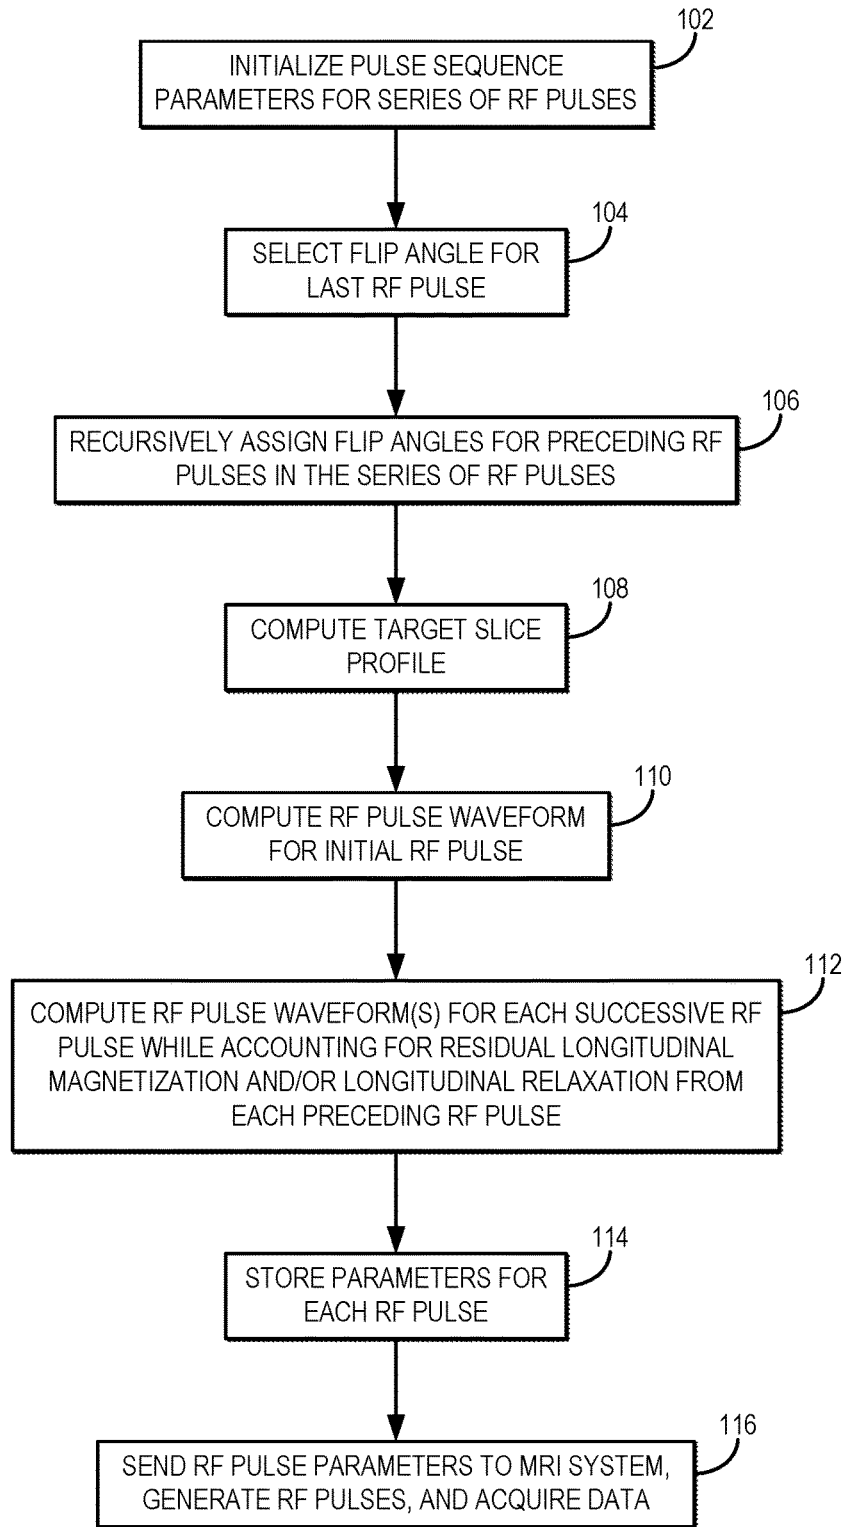 102
INITIALIZE PULSE SEQUENCE
PARAMETERS FOR SERIES OF RF PULSES
104
SELECT FLIP ANGLE FOR
LAST RF PULSE
106
RECURSIVELY ASSIGN FLIP ANGLES FOR PRECEDING RF
PULSES IN THE SERIES OF RF PULSES
108
COMPUTE TARGET SLICE
PROFILE
110
COMPUTE RF PULSE WAVEFORM
FOR INITIAL RF PULSE
112
COMPUTE RF PULSE WAVEFORM(S) FOR EACH SUCCESSIVE RF
PULSE WHILE ACCOUNTING FOR RESIDUAL LONGITUDINAL
MAGNETIZATION AND/OR LONGITUDINAL RELAXATION FROM
EACH PRECEDING RF PULSE
114
STORE PARAMETERS FOR
EACH RF PULSE
116
SEND RF PULSE PARAMETERS TO MRI SYSTEM,
GENERATE RF PULSES, AND ACQUIRE DATA